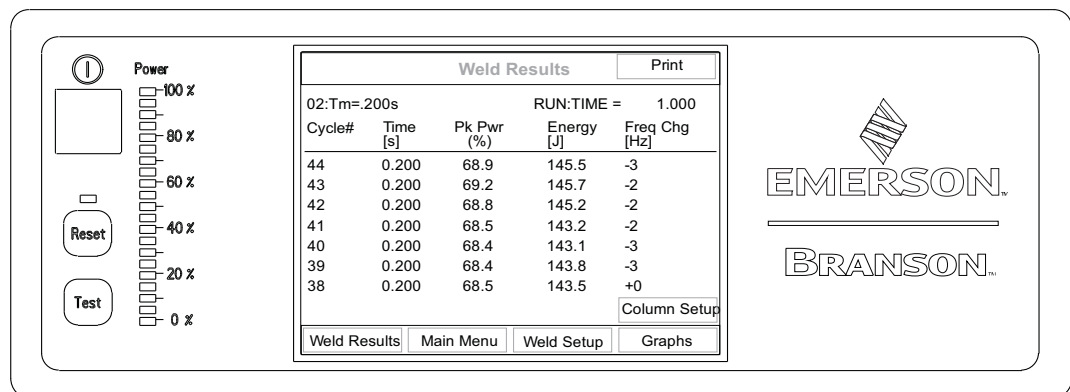 Power
100 %
80 %
60 %
40 %
20 %
0 %
Reset
Test
Weld Results Print
02:Tm=.200s RUN:TIME = 1.000
Cycle# Time [s] Pk Pwr (%) Energy [J] Freq Chg [Hz]
44 0.200 68.9 145.5 -3
43 0.200 69.2 145.7 -2
42 0.200 68.8 145.2 -2
41 0.200 68.5 143.2 -2
40 0.200 68.4 143.1 -3
39 0.200 68.4 143.8 -3
38 0.200 68.5 143.5 +0
Column Setup
Weld Results Main Menu Weld Setup Graphs
EMERSON™
BRANSON™